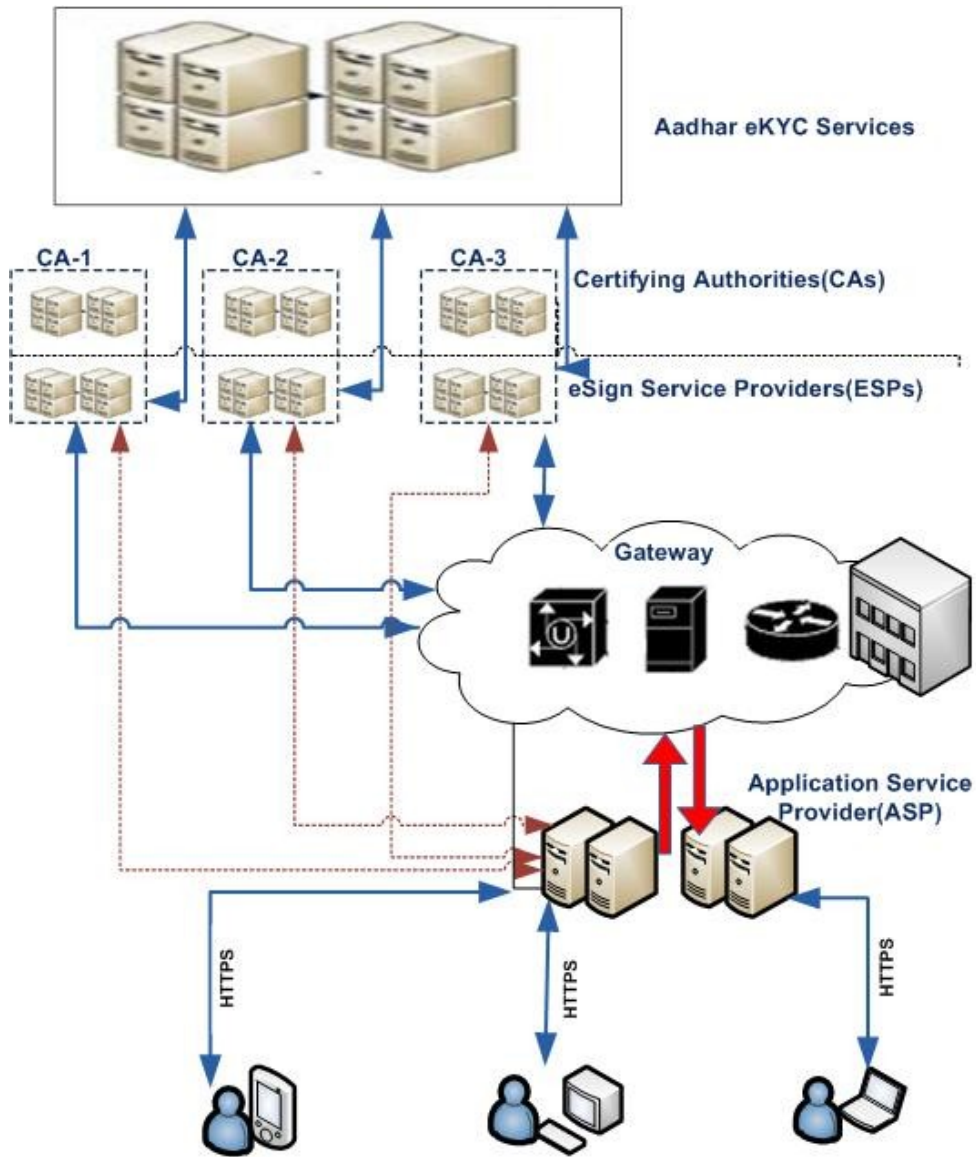 Aadhar eKYC Services
CA-1
CA-2
CA-3
Certifying Authorities(CAs)
eSign Service Providers(ESPs)
Gateway
U
Application Service
Provider(ASP)
HTTPS
HTTPS
HTTPS